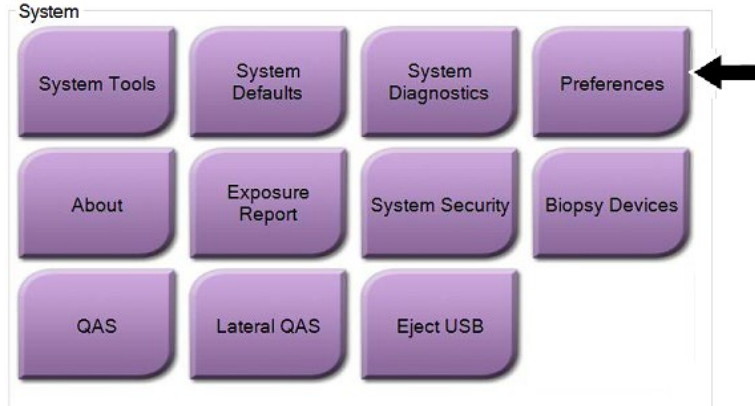 System
System Tools
System
Defaults
System
Diagnostics
Preferences
About
Exposure
Report
System Security
Biopsy Devices
QAS
Lateral QAS
Eject USB